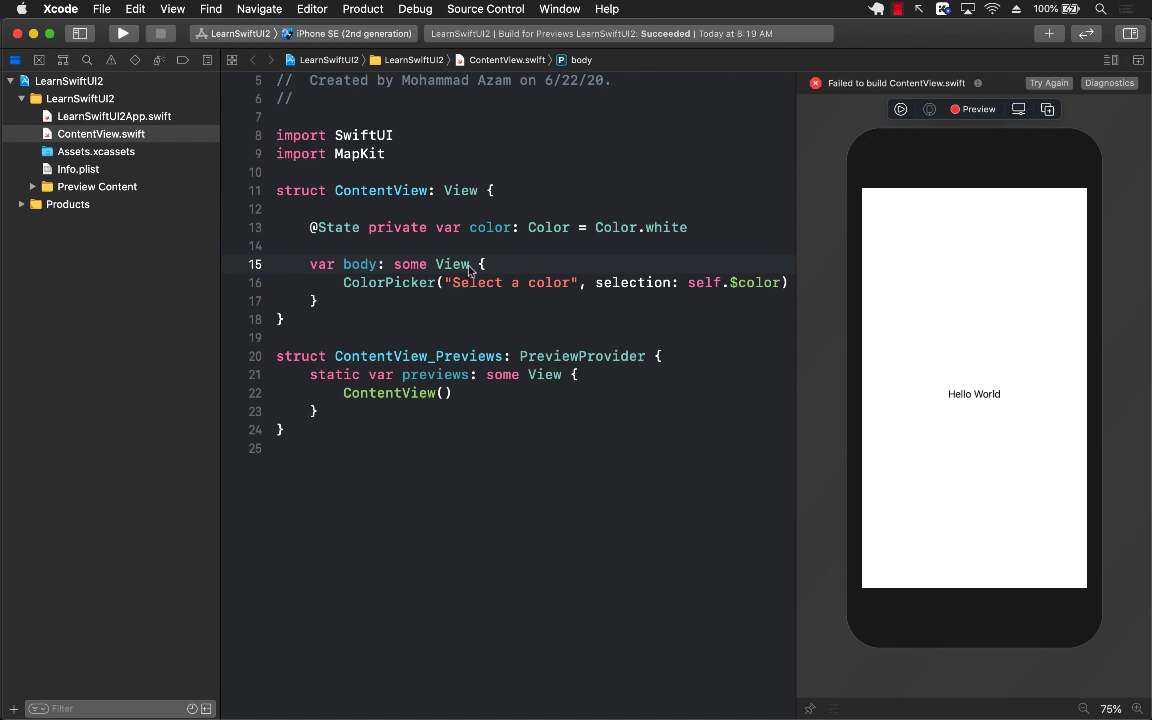 Xcode File Edit View Find Navigate Editor Product Debug Source Control Window Help 100%
LearnSwiftUI2 iPhone SE (2nd generation) LearnSwiftUI2 | Build for Previews LearnSwiftUI2: Succeeded | Today at 8:19 AM
LearnSwiftUI2 LearnSwiftUI2 ContentView.swift P body
LearnSwiftUI2
LearnSwiftUI2
LearnSwiftUI2App.swift
ContentView.swift
Assets.xcassets
Info.plist
Preview Content
Products
Filter
5 // Created by Mohammad Azam on 6/22/20.
6 //
7
8 import SwiftUI
9 import MapKit
10
11 struct ContentView: View {
12
13 @State private var color: Color = Color.white
14
15 var body: some View {
16 ColorPicker("Select a color", selection: self.$color)
17 }
18 }
19
20 struct ContentView_Previews: PreviewProvider {
21 static var previews: some View {
22 ContentView()
23 }
24 }
25
Failed to build ContentView.swift Try Again Diagnostics
Preview
Hello World
75%